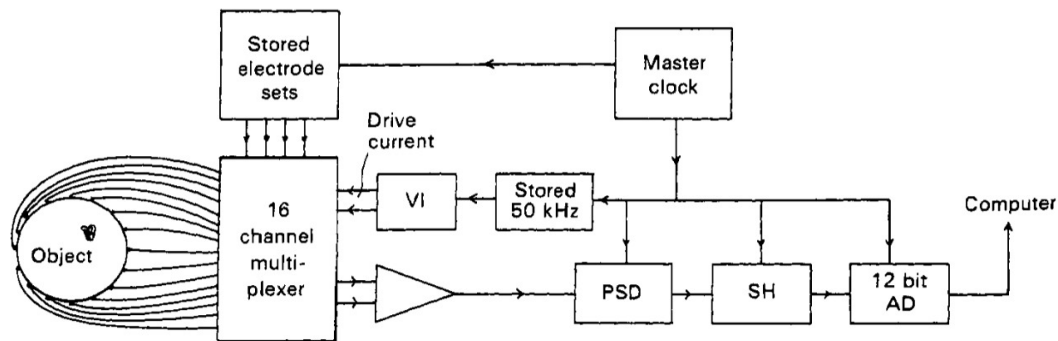 Stored
electrode
sets
Master
clock
Drive
current
16
channel
multi-
plexer
VI
Stored
50 kHz
Computer
Object
PSD
SH
12 bit
AD